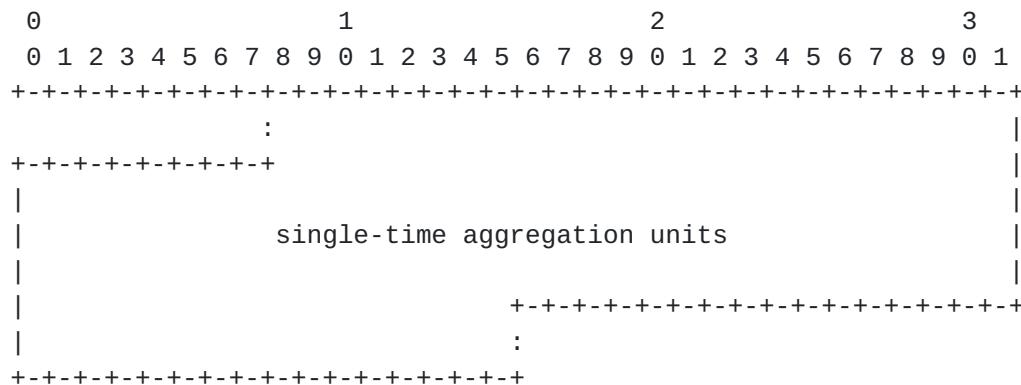 0                   1                   2                   3
 0 1 2 3 4 5 6 7 8 9 0 1 2 3 4 5 6 7 8 9 0 1 2 3 4 5 6 7 8 9 0 1
+-+-+-+-+-+-+-+-+-+-+-+-+-+-+-+-+-+-+-+-+-+-+-+-+-+-+-+-+-+-+-+-+
                :                                               |
+-+-+-+-+-+-+-+-+                                               |
|                                                               |
|                single-time aggregation units                  |
|                                                               |
|                               +-+-+-+-+-+-+-+-+-+-+-+-+-+-+-+-+
|                               :
+-+-+-+-+-+-+-+-+-+-+-+-+-+-+-+-+